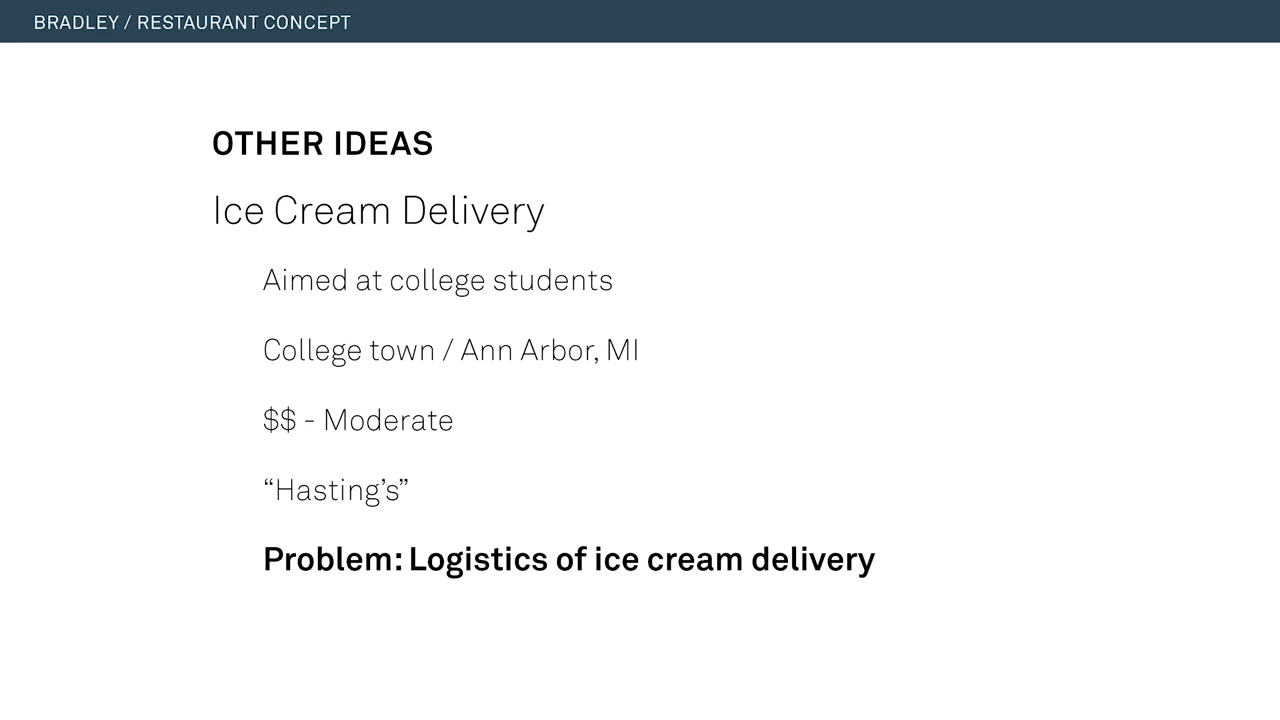 BRADLEY / RESTAURANT CONCEPT
OTHER IDEAS
Ice Cream Delivery
Aimed at college students
College town / Ann Arbor, MI
$$ - Moderate
“Hasting’s”
Problem: Logistics of ice cream delivery